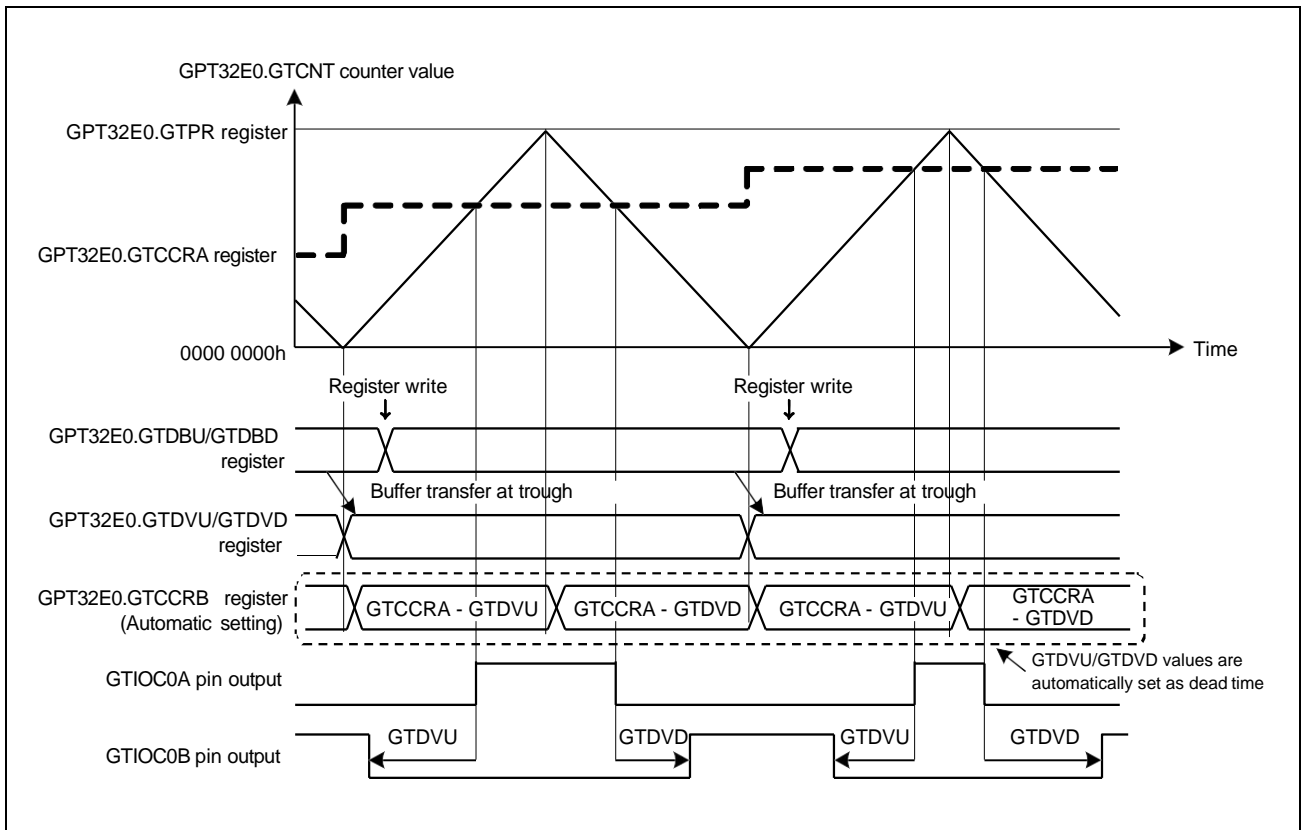 GPT32E0.GTCNT counter value
GPT32E0.GTPR register
GPT32E0.GTCCRA register
0000 0000h
Time
Register write
Register write
GPT32E0.GTDBU/GTDBD
register
Buffer transfer at trough
Buffer transfer at trough
GPT32E0.GTDVU/GTDVD
register
GPT32E0.GTCCRB register
(Automatic setting)
GTCCRA - GTDVU
GTCCRA - GTDVD
GTCCRA - GTDVU
GTCCRA
- GTDVD
GTDVU/GTDVD values are
automatically set as dead time
GTIOC0A pin output
GTDVU
GTDVD
GTDVU
GTDVD
GTIOC0B pin output